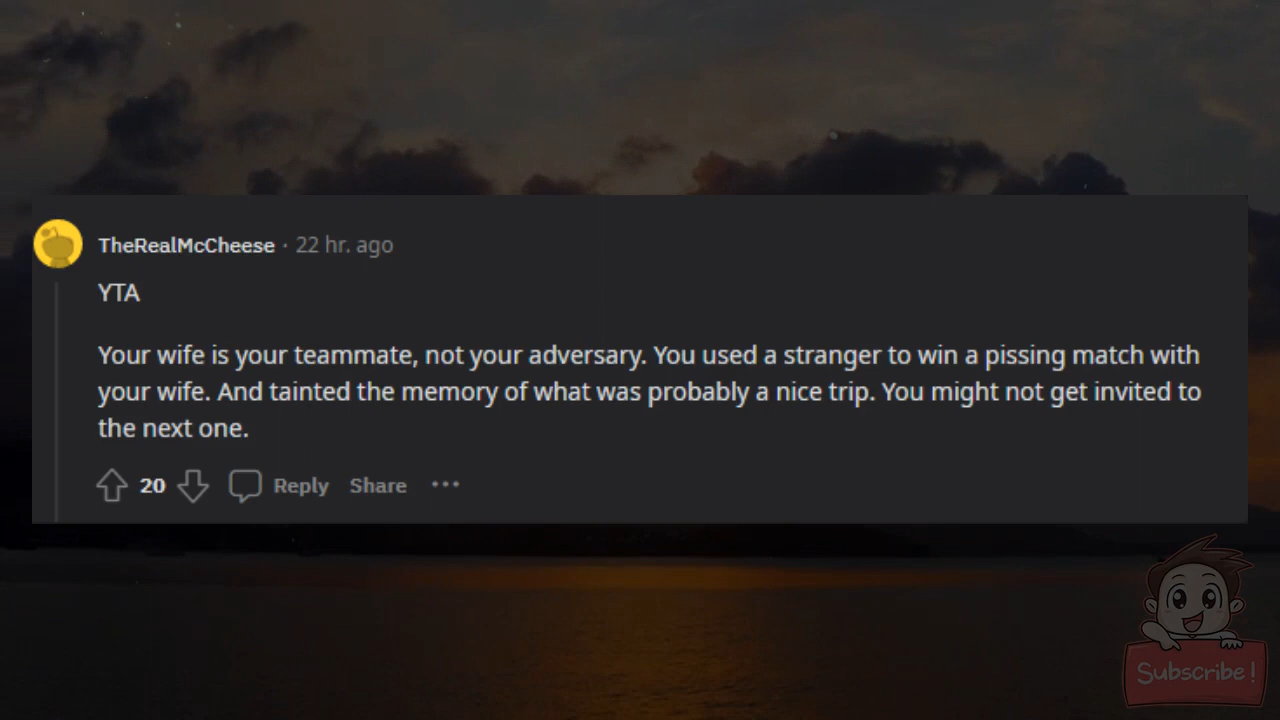 TheRealMcCheese · 22 hr. ago
YTA
Your wife is your teammate, not your adversary. You used a stranger to win a pissing match with
your wife. And tainted the memory of what was probably a nice trip. You might not get invited to
the next one.
20 Reply Share ···
Subscribe!